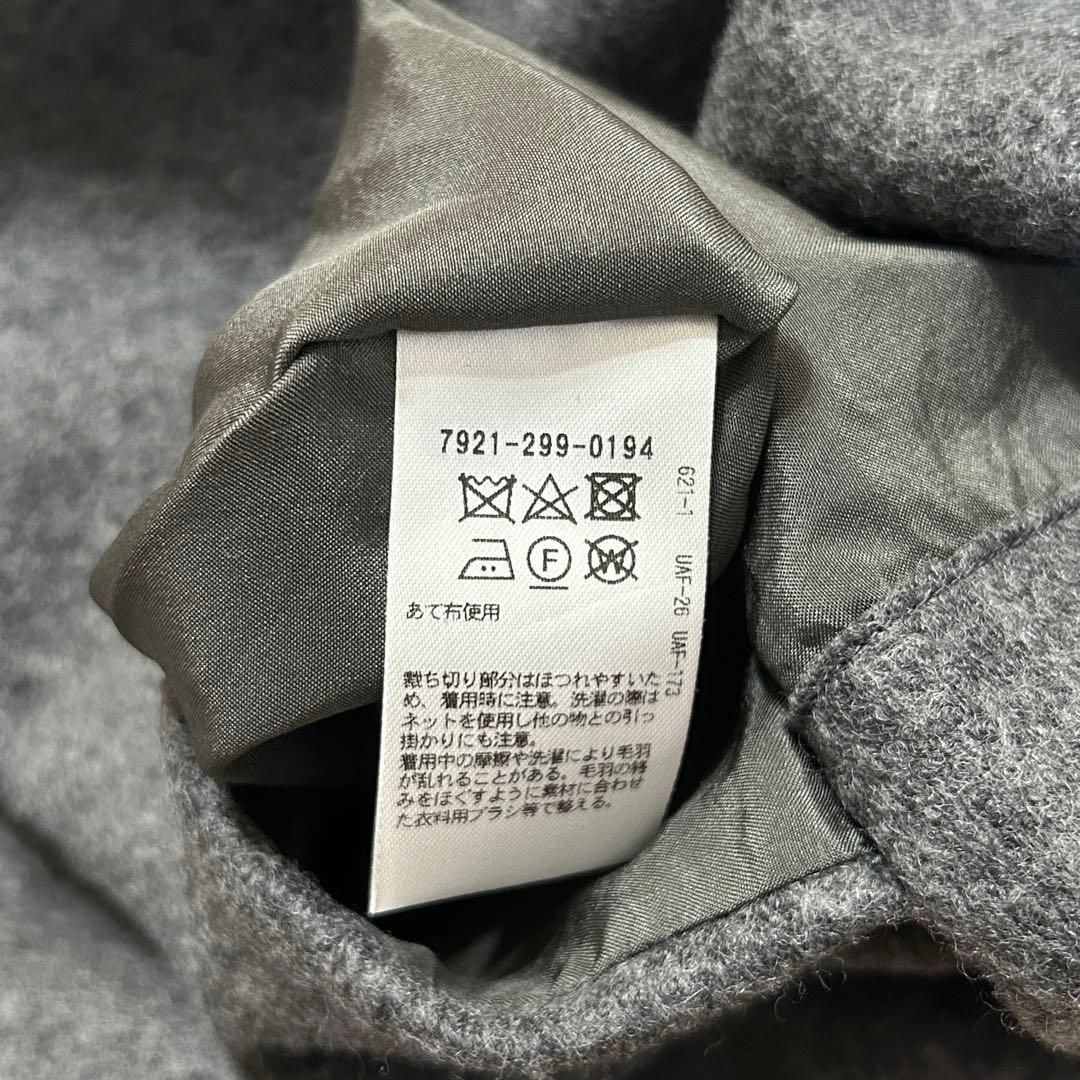 7921-299-0194
F
W
あて布使用
裁ち切り部分はほつれやすいた
め、着用時に注意。洗濯の際は
ネットを使用し他の物との引っ
掛かりにも注意。
着用中の摩擦や洗濯により毛羽
が乱れることがある。毛羽の絡
みをほぐすように素材に合わせ
た衣料用ブラシ等で整える。
621-1 UAF-26 UAF-173